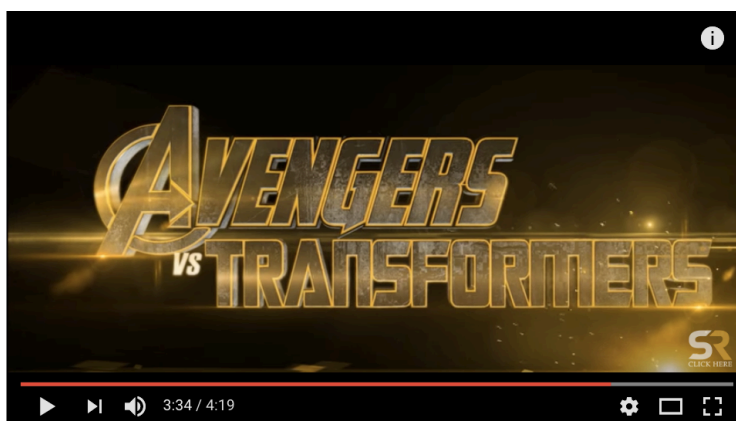 AVENGERS
VS TRANSFORMERS
SR
CLICK HERE
3:34 / 4:19